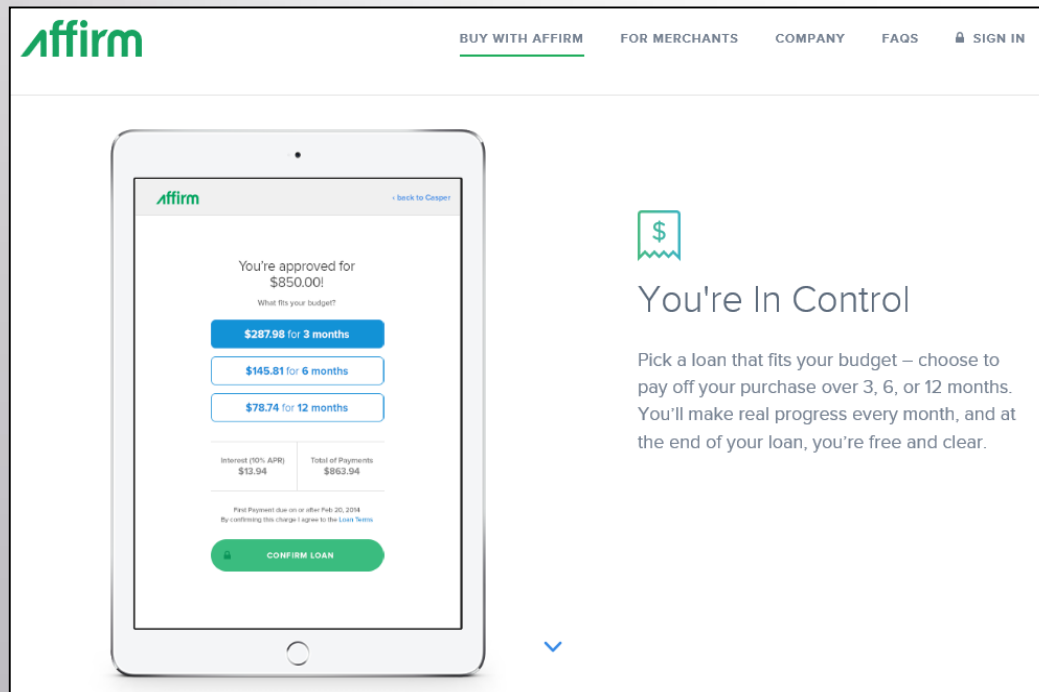 Affirm
BUY WITH AFFIRM FOR MERCHANTS COMPANY FAQS SIGN IN
Affirm
‹ back to Casper
You're approved for
$850.00!
What fits your budget?
$287.98 for 3 months
$145.81 for 6 months
$78.74 for 12 months
Interest (10% APR)
$13.94
Total of Payments
$863.94
First Payment due on or after Feb 20, 2014
By confirming this charge I agree to the Loan Terms
CONFIRM LOAN
$
You're In Control
Pick a loan that fits your budget – choose to
pay off your purchase over 3, 6, or 12 months.
You'll make real progress every month, and at
the end of your loan, you're free and clear.